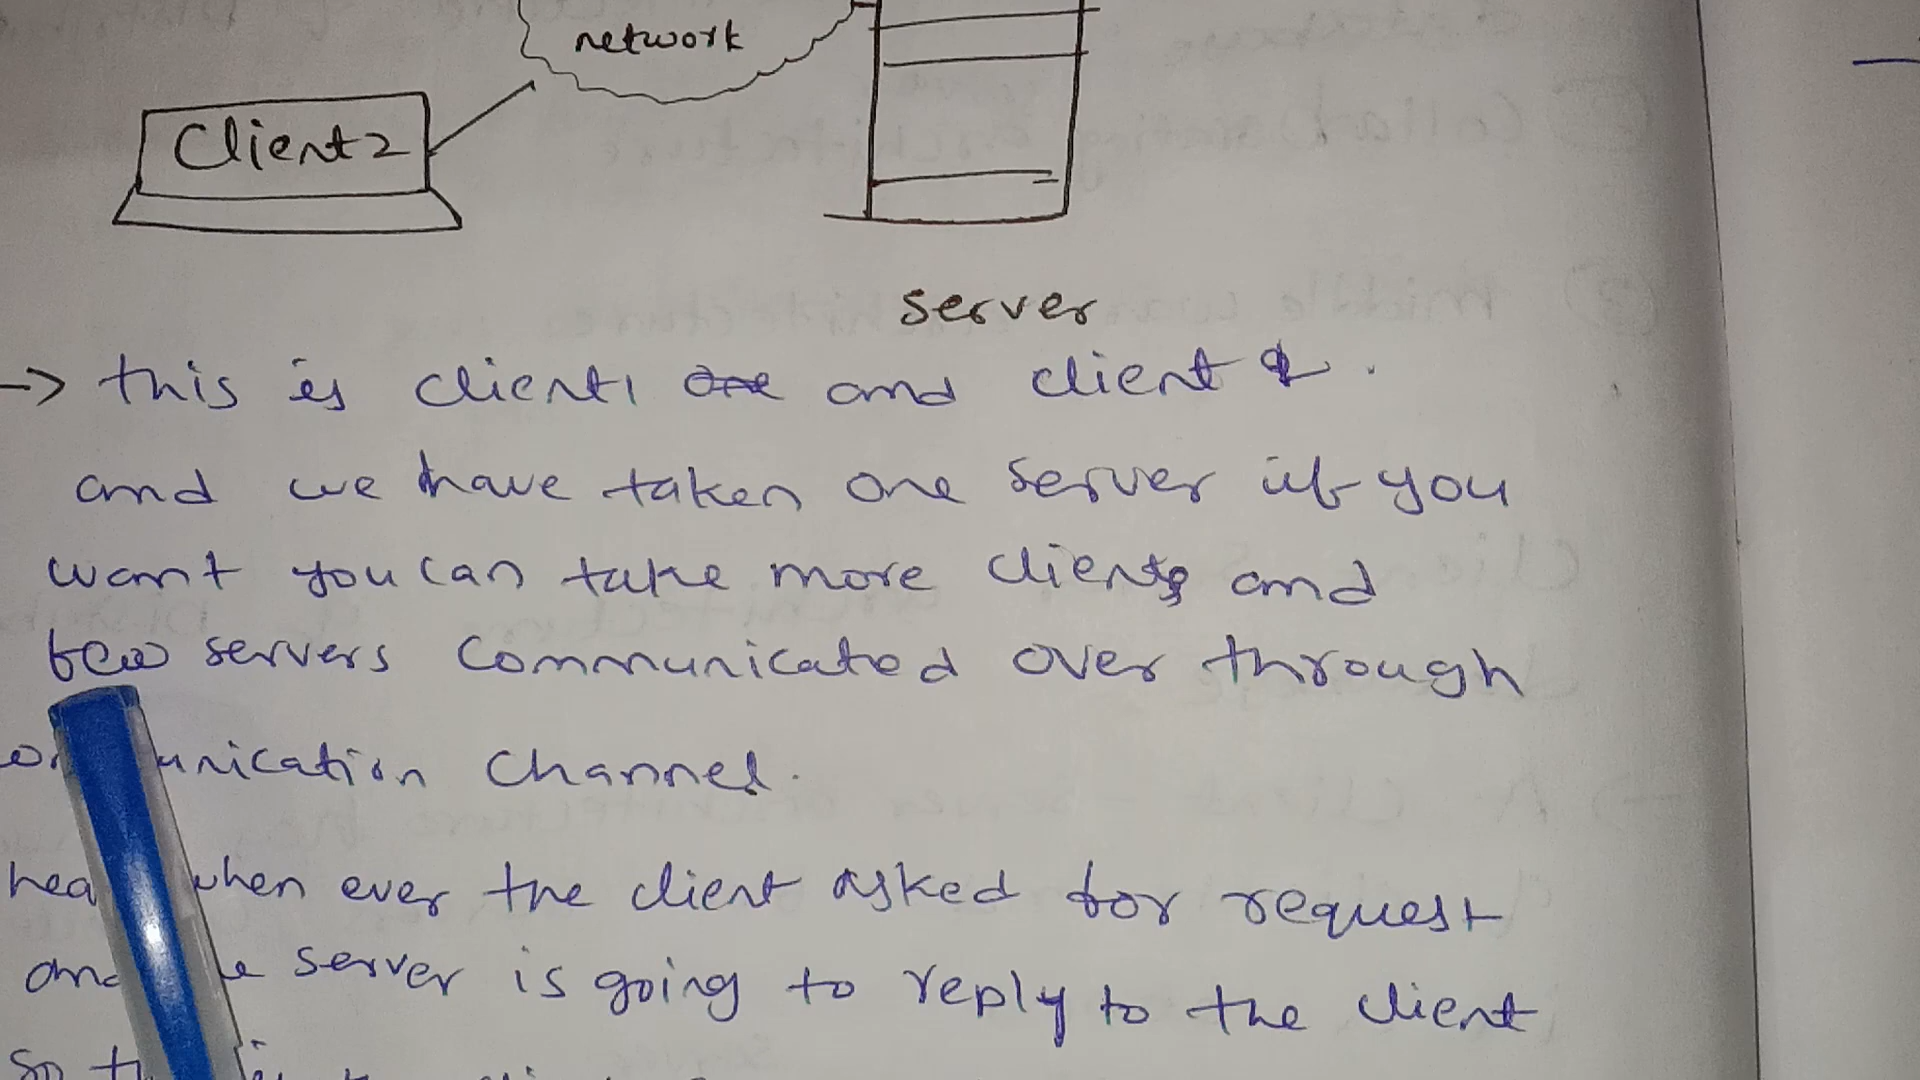 network
Client2
server
-> this is client1 and client 2.
and we have taken one server if you
want you can take more clients and
few servers communicated over through
unication channel.
when ever the client asked for request
server is going to reply to the client
so